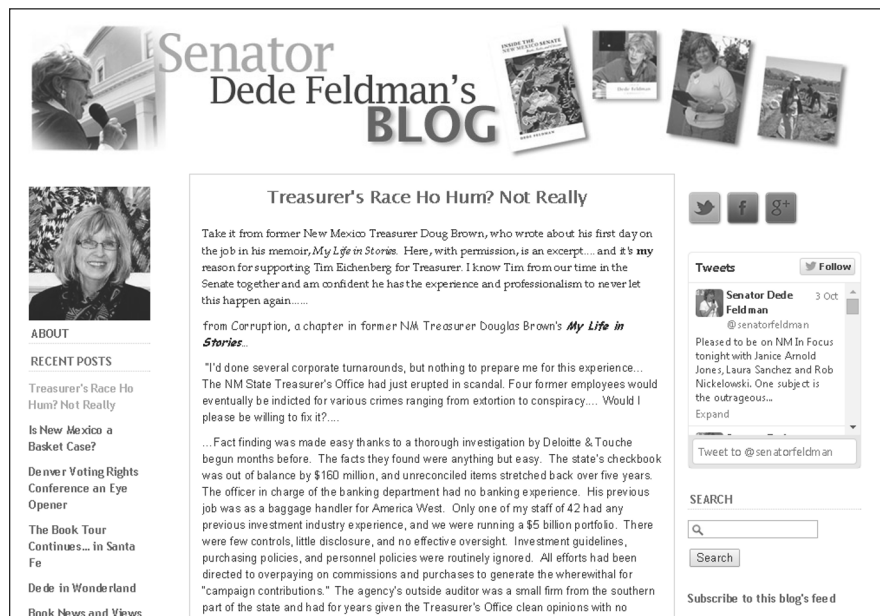 Senator
Dede Feldman's
BLOG
INSIDE THE
NEW MEXICO SENATE
DEDE FELDMAN
Dede Feldman
ABOUT
RECENT POSTS
Treasurer's Race Ho
Hum? Not Really
Is New Mexico a
Basket Case?
Denver Voting Rights
Conference an Eye
Opener
The Book Tour
Continues... in Santa
Fe
Dede in Wonderland
Book News and Views
Treasurer's Race Ho Hum? Not Really
Take it from former New Mexico Treasurer Doug Brown, who wrote about his first day on
the job in his memoir, My Life in Stories. Here, with permission, is an excerpt.... and it's my
reason for supporting Tim Eichenberg for Treasurer. I know Tim from our time in the
Senate together and am confident he has the experience and professionalism to never let
this happen again......
from Corruption, a chapter in former NM Treasurer Douglas Brown's My Life in
Stories...
"I'd done several corporate turnarounds, but nothing to prepare me for this experience...
The NM State Treasurer's Office had just erupted in scandal. Four former employees would
eventually be indicted for various crimes ranging from extortion to conspiracy.... Would I
please be willing to fix it?....
...Fact finding was made easy thanks to a thorough investigation by Deloitte & Touche
begun months before. The facts they found were anything but easy. The state's checkbook
was out of balance by $160 million, and unreconciled items stretched back over five years.
The officer in charge of the banking department had no banking experience. His previous
job was as a baggage handler for America West. Only one of my staff of 42 had any
previous investment industry experience, and we were running a $5 billion portfolio. There
were few controls, little disclosure, and no effective oversight. Investment guidelines,
purchasing policies, and personnel policies were routinely ignored. All efforts had been
directed to overpaying on commissions and purchases to generate the wherewithal for
"campaign contributions." The agency's outside auditor was a small firm from the southern
part of the state and had for years given the Treasurer's Office clean opinions with no
Tweets
Follow
Senator Dede
Feldman
3 Oct
@senatorfeldman
Pleased to be on NM In Focus
tonight with Janice Arnold
Jones, Laura Sanchez and Rob
Nickelowski. One subject is
the outrageous...
Expand
Tweet to @senatorfeldman
SEARCH
Search
Subscribe to this blog's feed